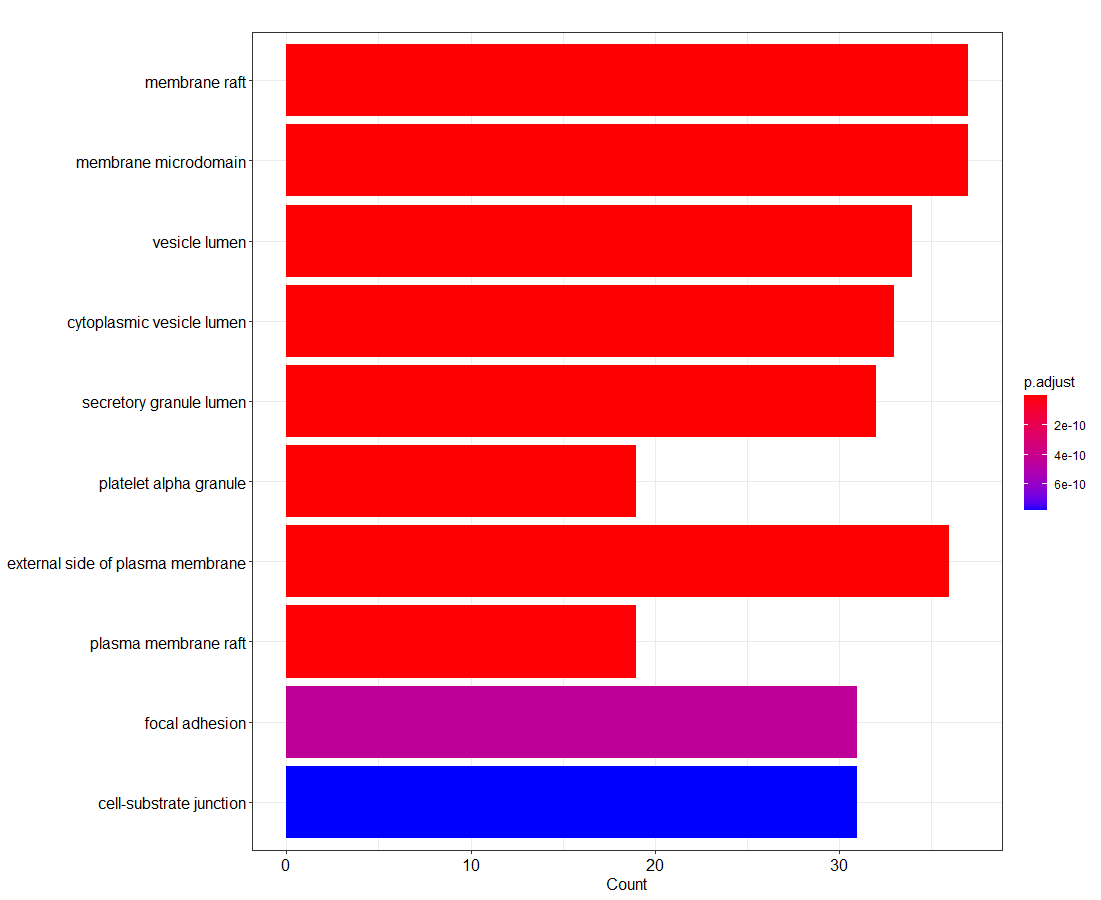 membrane raft
membrane microdomain
vesicle lumen
cytoplasmic vesicle lumen
secretory granule lumen
platelet alpha granule
external side of plasma membrane
plasma membrane raft
focal adhesion
cell-substrate junction
0 10 20 30
Count
p.adjust
2e-10
4e-10
6e-10